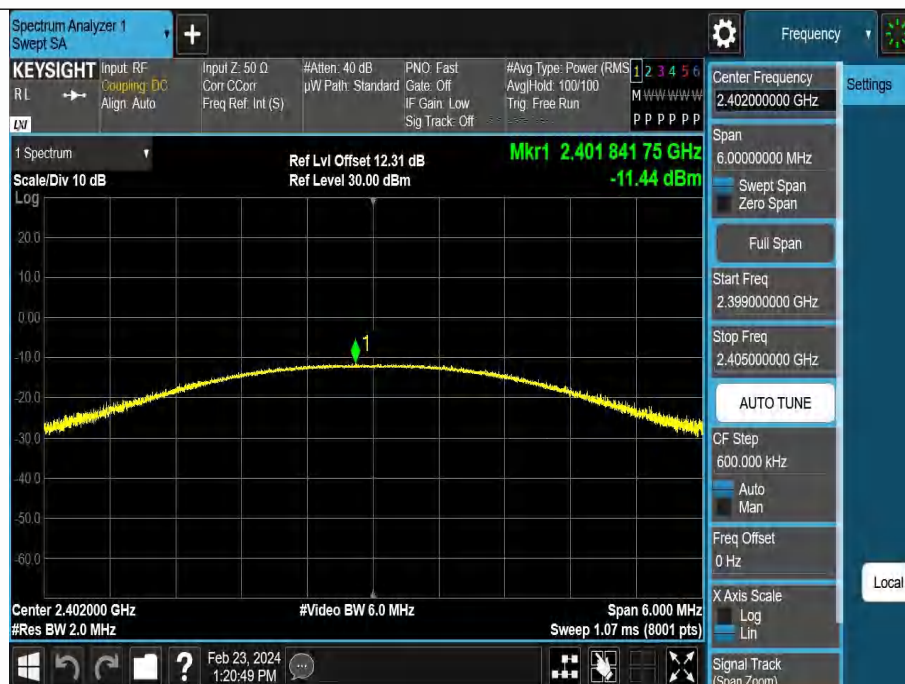 Spectrum Analyzer 1
Swept SA
Frequency
KEYSIGHT
RL
LXI
Input: RF
Coupling: DC
Align: Auto
Input Z: 50 Ω
Corr CCorr
Freq Ref: Int (S)
#Atten: 40 dB
µW Path: Standard
PNO: Fast
Gate: Off
IF Gain: Low
Sig Track: Off
#Avg Type: Power (RMS
Avg|Hold: 100/100
Trig: Free Run
1 2 3 4 5 6
M W W W W W
P P P P P P
1 Spectrum
Scale/Div 10 dB
Log
Ref Lvl Offset 12.31 dB
Ref Level 30.00 dBm
Mkr1 2.401 841 75 GHz
-11.44 dBm
20.0
10.0
0.00
-10.0
-20.0
-30.0
-40.0
-50.0
-60.0
1
Center 2.402000 GHz
#Res BW 2.0 MHz
#Video BW 6.0 MHz
Span 6.000 MHz
Sweep 1.07 ms (8001 pts)
Feb 23, 2024
1:20:49 PM
Center Frequency
2.402000000 GHz
Span
6.00000000 MHz
Swept Span
Zero Span
Full Span
Start Freq
2.399000000 GHz
Stop Freq
2.405000000 GHz
AUTO TUNE
CF Step
600.000 kHz
Auto
Man
Freq Offset
0 Hz
X Axis Scale
Log
Lin
Signal Track
(Span Zoom)
Settings
Local